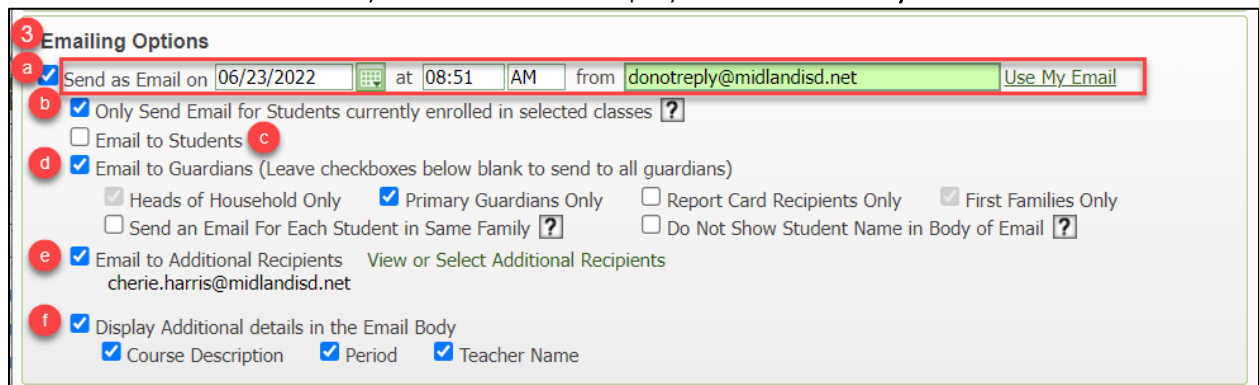 3 Emailing Options
a Send as Email on 06/23/2022 at 08:51 AM from donotreply@midlandisd.net Use My Email
b Only Send Email for Students currently enrolled in selected classes ?
Email to Students c
d Email to Guardians (Leave checkboxes below blank to send to all guardians)
Heads of Household Only Primary Guardians Only Report Card Recipients Only First Families Only
Send an Email For Each Student in Same Family ? Do Not Show Student Name in Body of Email ?
e Email to Additional Recipients View or Select Additional Recipients
cherie.harris@midlandisd.net
f Display Additional details in the Email Body
Course Description Period Teacher Name